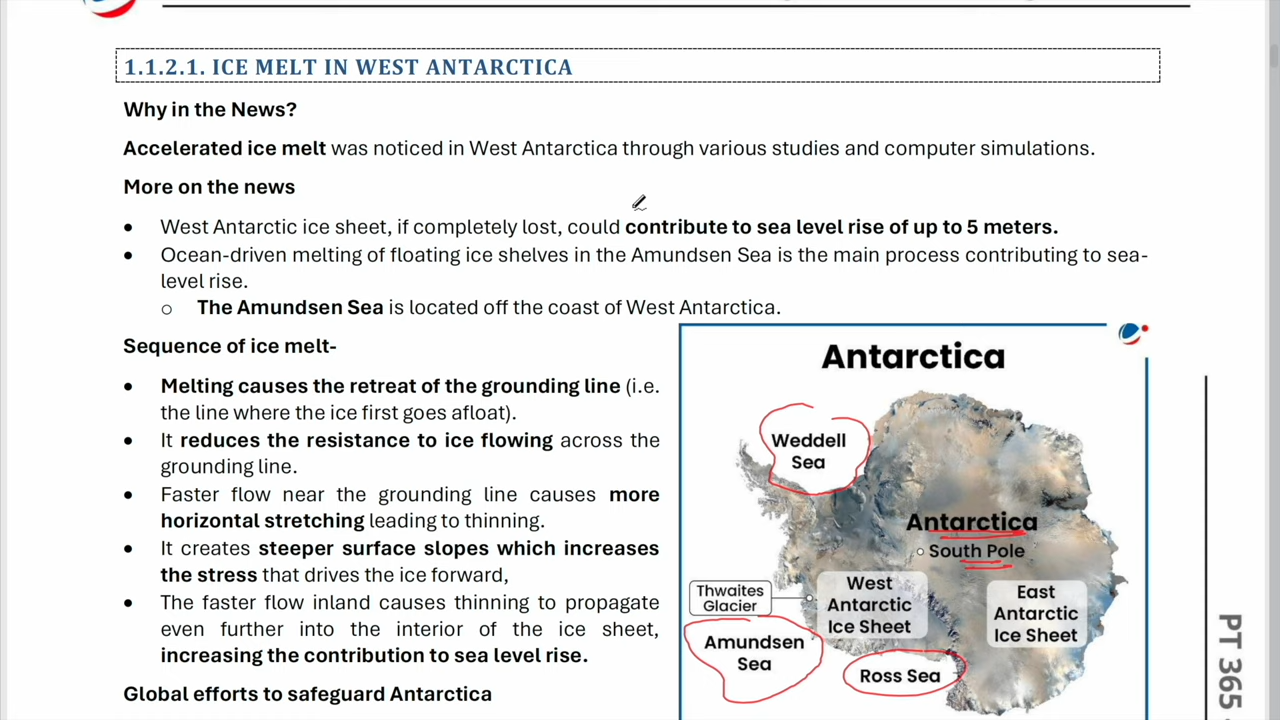 1.1.2.1. ICE MELT IN WEST ANTARCTICA
Why in the News?
Accelerated ice melt was noticed in West Antarctica through various studies and computer simulations.
More on the news
• West Antarctic ice sheet, if completely lost, could contribute to sea level rise of up to 5 meters.
• Ocean-driven melting of floating ice shelves in the Amundsen Sea is the main process contributing to sea-
level rise.
o The Amundsen Sea is located off the coast of West Antarctica.
Sequence of ice melt-
• Melting causes the retreat of the grounding line (i.e.
the line where the ice first goes afloat).
• It reduces the resistance to ice flowing across the
grounding line.
• Faster flow near the grounding line causes more
horizontal stretching leading to thinning.
• It creates steeper surface slopes which increases
the stress that drives the ice forward,
• The faster flow inland causes thinning to propagate
even further into the interior of the ice sheet,
increasing the contribution to sea level rise.
Global efforts to safeguard Antarctica
Antarctica
Weddell
Sea
Antarctica
South Pole
Thwaites
Glacier
West
Antarctic
Ice Sheet
East
Antarctic
Ice Sheet
Amundsen
Sea
Ross Sea
PT 365